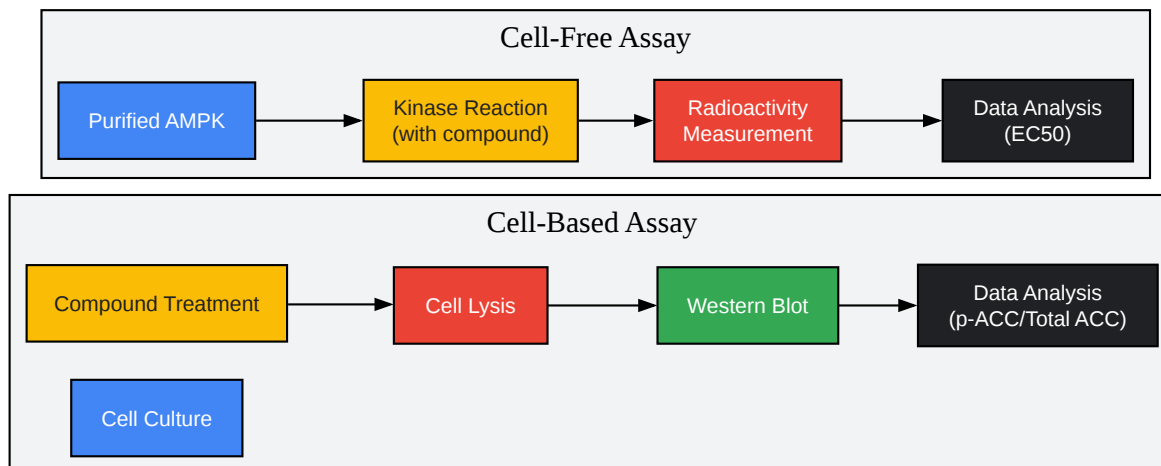 Cell-Free Assay
Purified AMPK
Kinase Reaction
(with compound)
Radioactivity
Measurement
Data Analysis
(EC50)
Cell-Based Assay
Compound Treatment
Cell Lysis
Western Blot
Data Analysis
(p-ACC/Total ACC)
Cell Culture